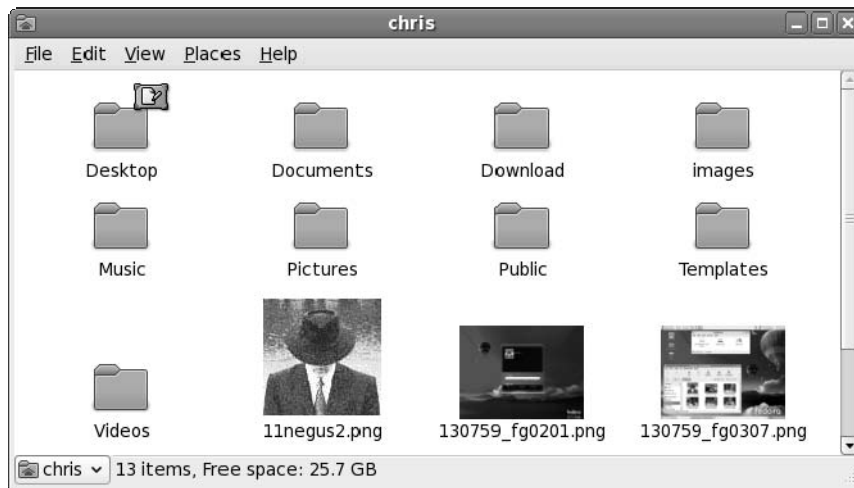 chris
File Edit View Places Help
Desktop Documents Download images
Music Pictures Public Templates
Videos 11negus2.png 130759_fg0201.png 130759_fg0307.png
chris 13 items, Free space: 25.7 GB